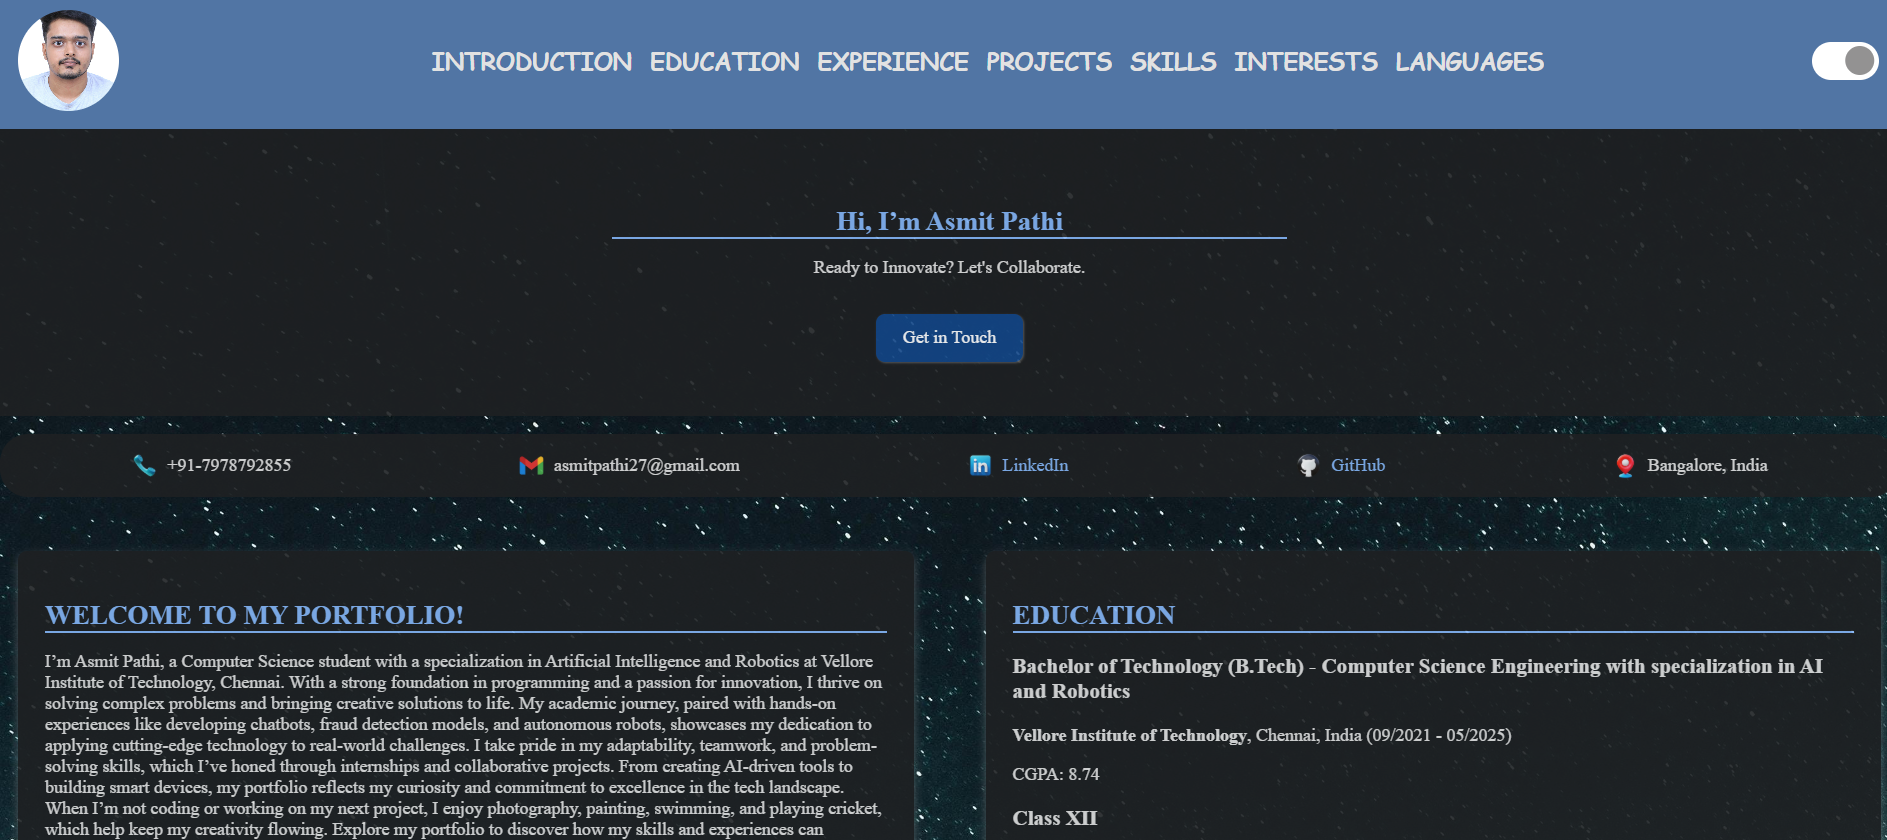 INTRODUCTION EDUCATION EXPERIENCE PROJECTS SKILLS INTERESTS LANGUAGES
Hi, I’m Asmit Pathi
Ready to Innovate? Let's Collaborate.
Get in Touch
+91-7978792855
asmitpathi27@gmail.com
LinkedIn
GitHub
Bangalore, India
WELCOME TO MY PORTFOLIO!
I’m Asmit Pathi, a Computer Science student with a specialization in Artificial Intelligence and Robotics at Vellore
Institute of Technology, Chennai. With a strong foundation in programming and a passion for innovation, I thrive on
solving complex problems and bringing creative solutions to life. My academic journey, paired with hands-on
experiences like developing chatbots, fraud detection models, and autonomous robots, showcases my dedication to
applying cutting-edge technology to real-world challenges. I take pride in my adaptability, teamwork, and problem-
solving skills, which I’ve honed through internships and collaborative projects. From creating AI-driven tools to
building smart devices, my portfolio reflects my curiosity and commitment to excellence in the tech landscape.
When I’m not coding or working on my next project, I enjoy photography, painting, swimming, and playing cricket,
which help keep my creativity flowing. Explore my portfolio to discover how my skills and experiences can
EDUCATION
Bachelor of Technology (B.Tech) - Computer Science Engineering with specialization in AI
and Robotics
Vellore Institute of Technology, Chennai, India (09/2021 - 05/2025)
CGPA: 8.74
Class XII